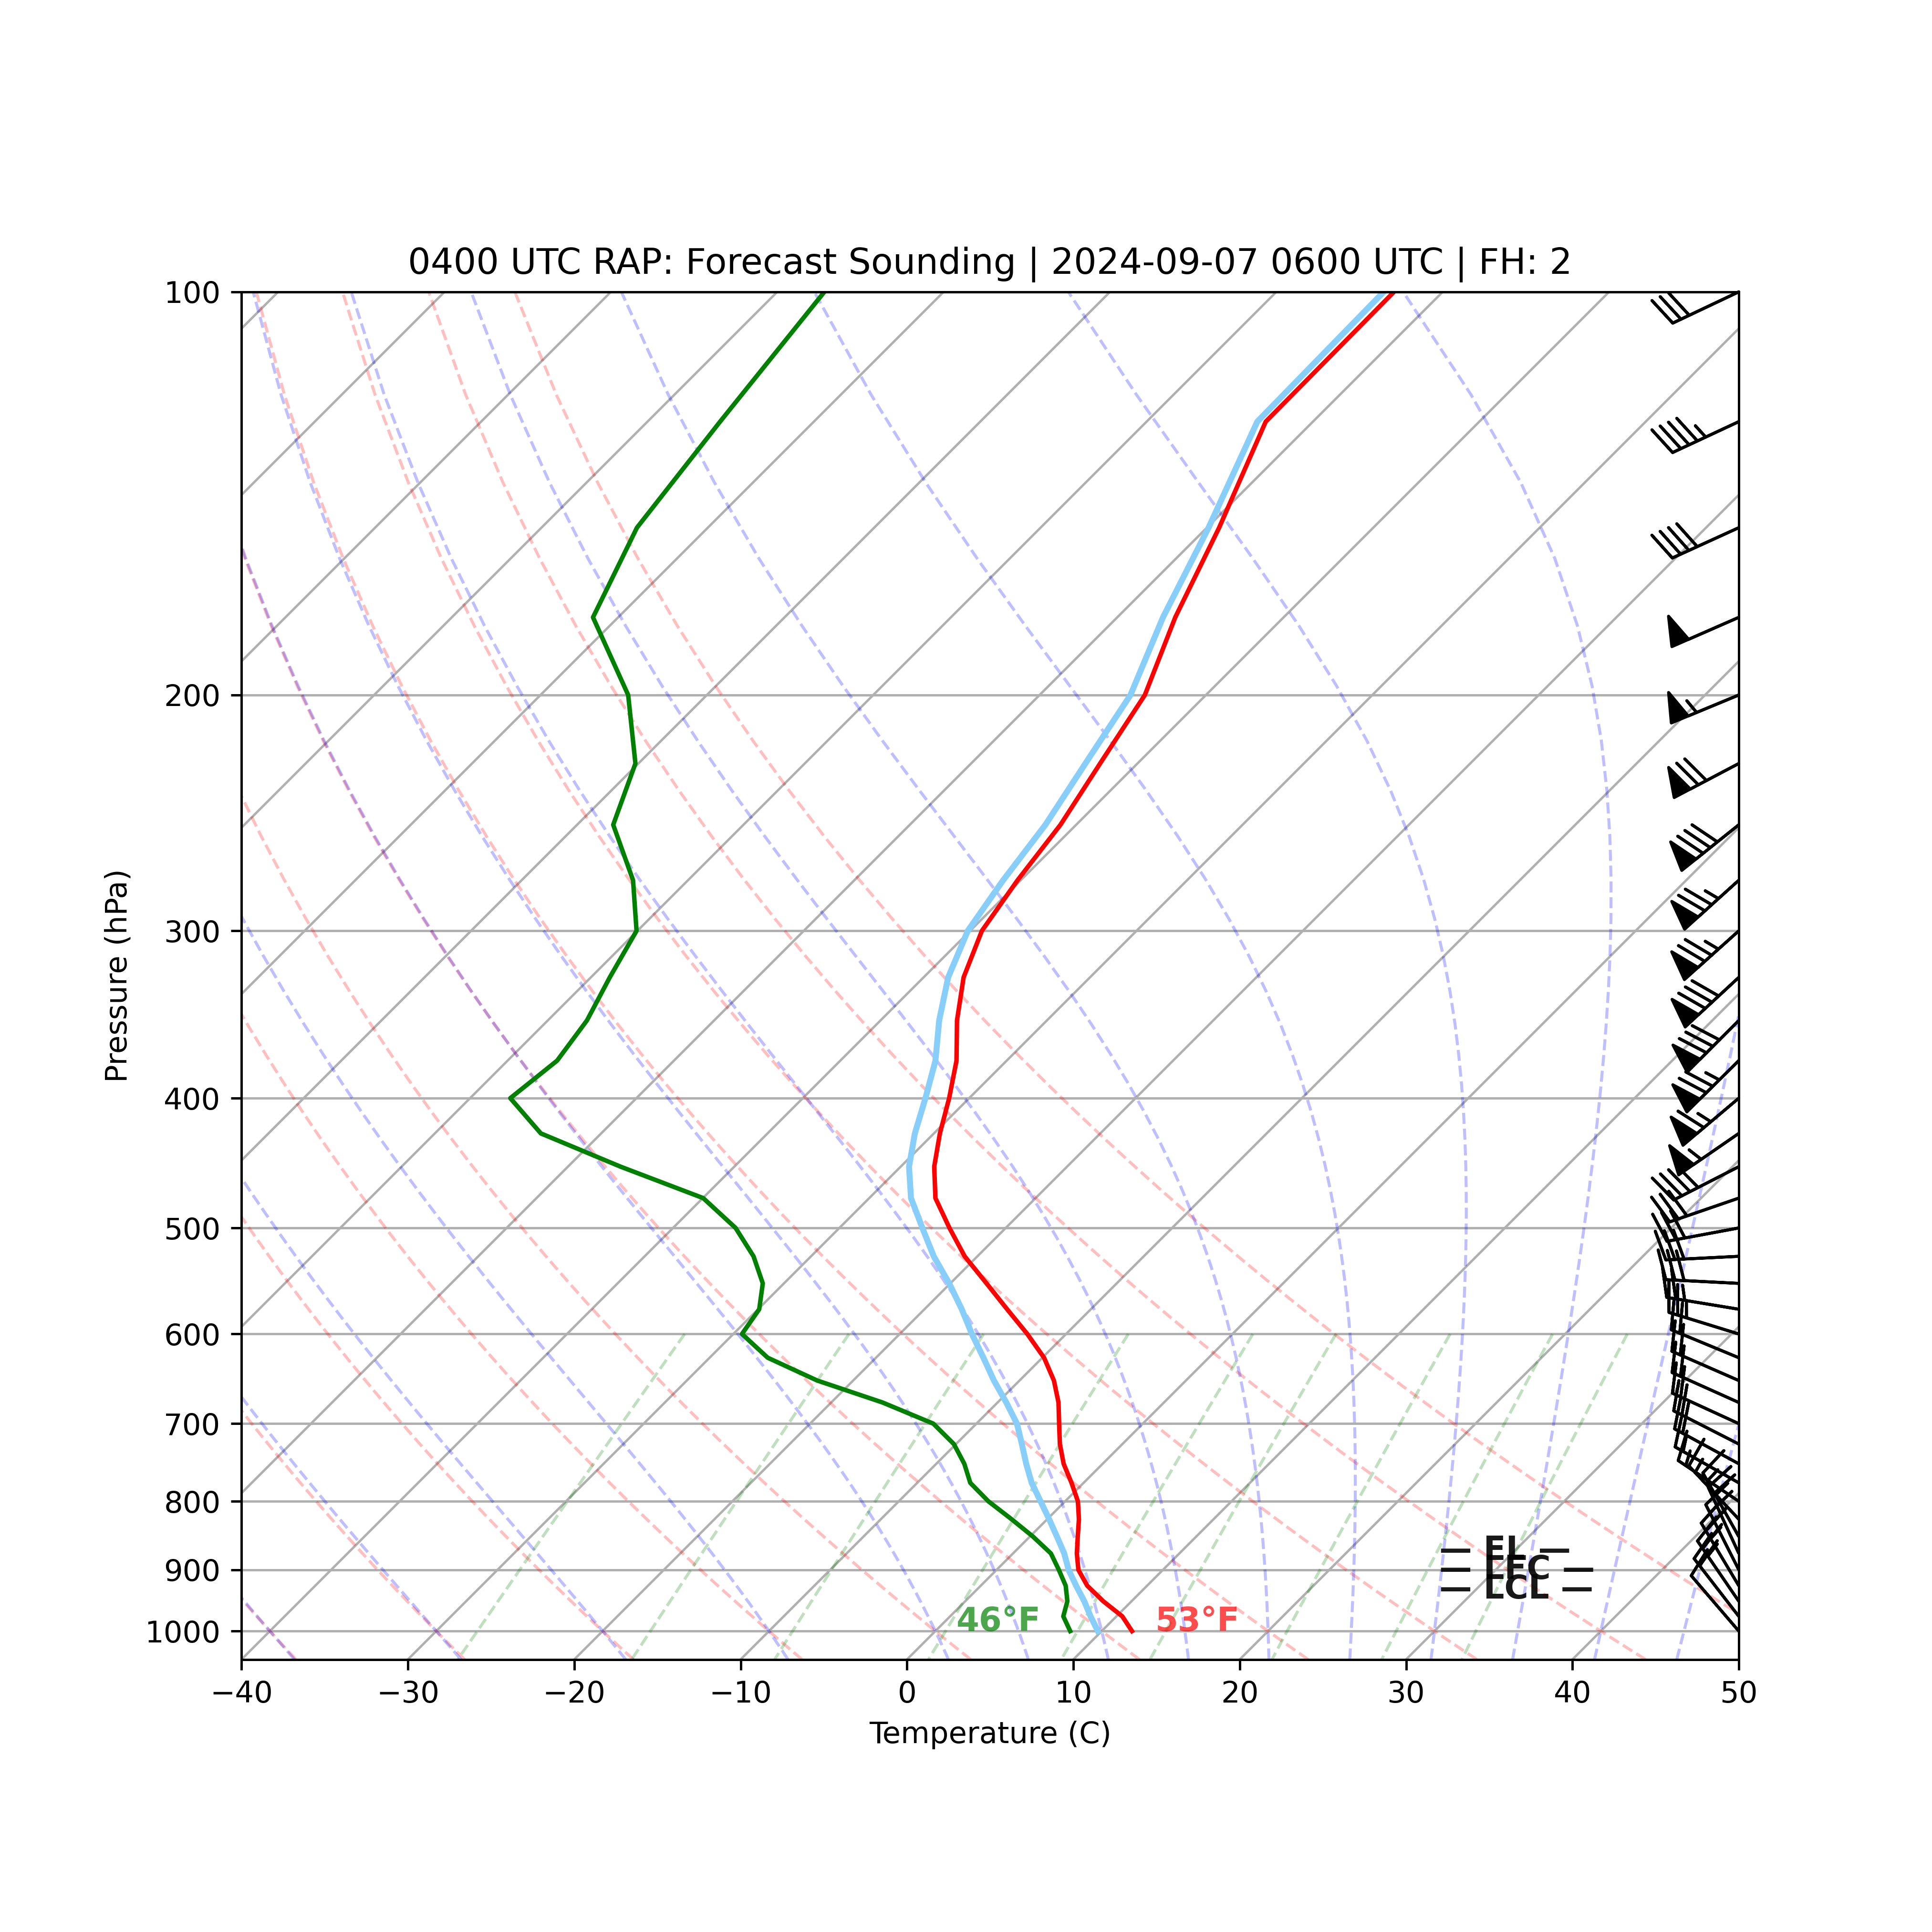 0400 UTC RAP: Forecast Sounding | 2024-09-07 0600 UTC | FH: 2
100
200
300
400
500
600
700
800
900
1000
Pressure (hPa)
— EL —
— LFC —
— LCL —
46°F
53°F
−40 −30 −20 −10 0 10 20 30 40 50
Temperature (C)